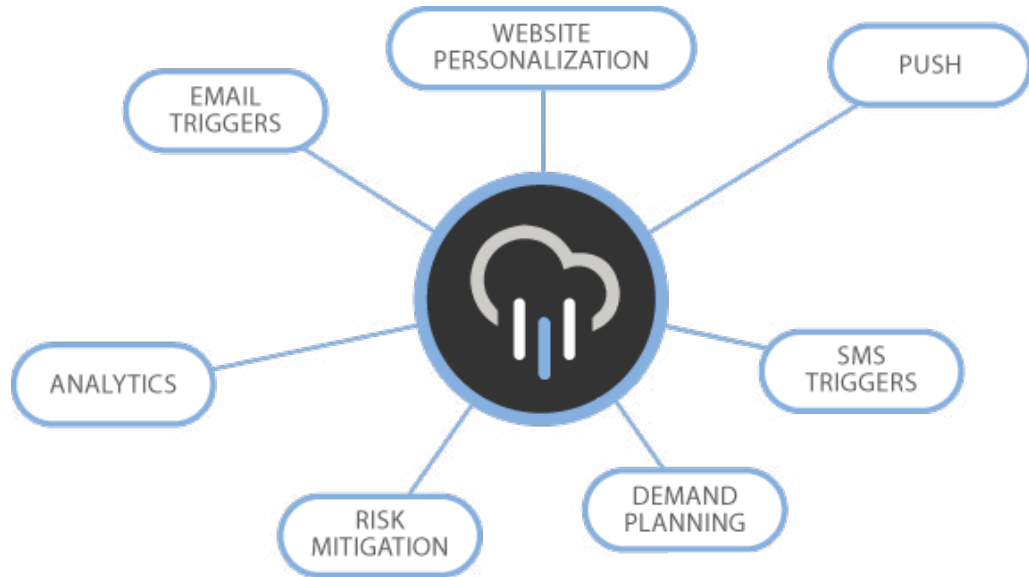 WEBSITE
PERSONALIZATION
PUSH
EMAIL
TRIGGERS
SMS
TRIGGERS
ANALYTICS
DEMAND
PLANNING
RISK
MITIGATION